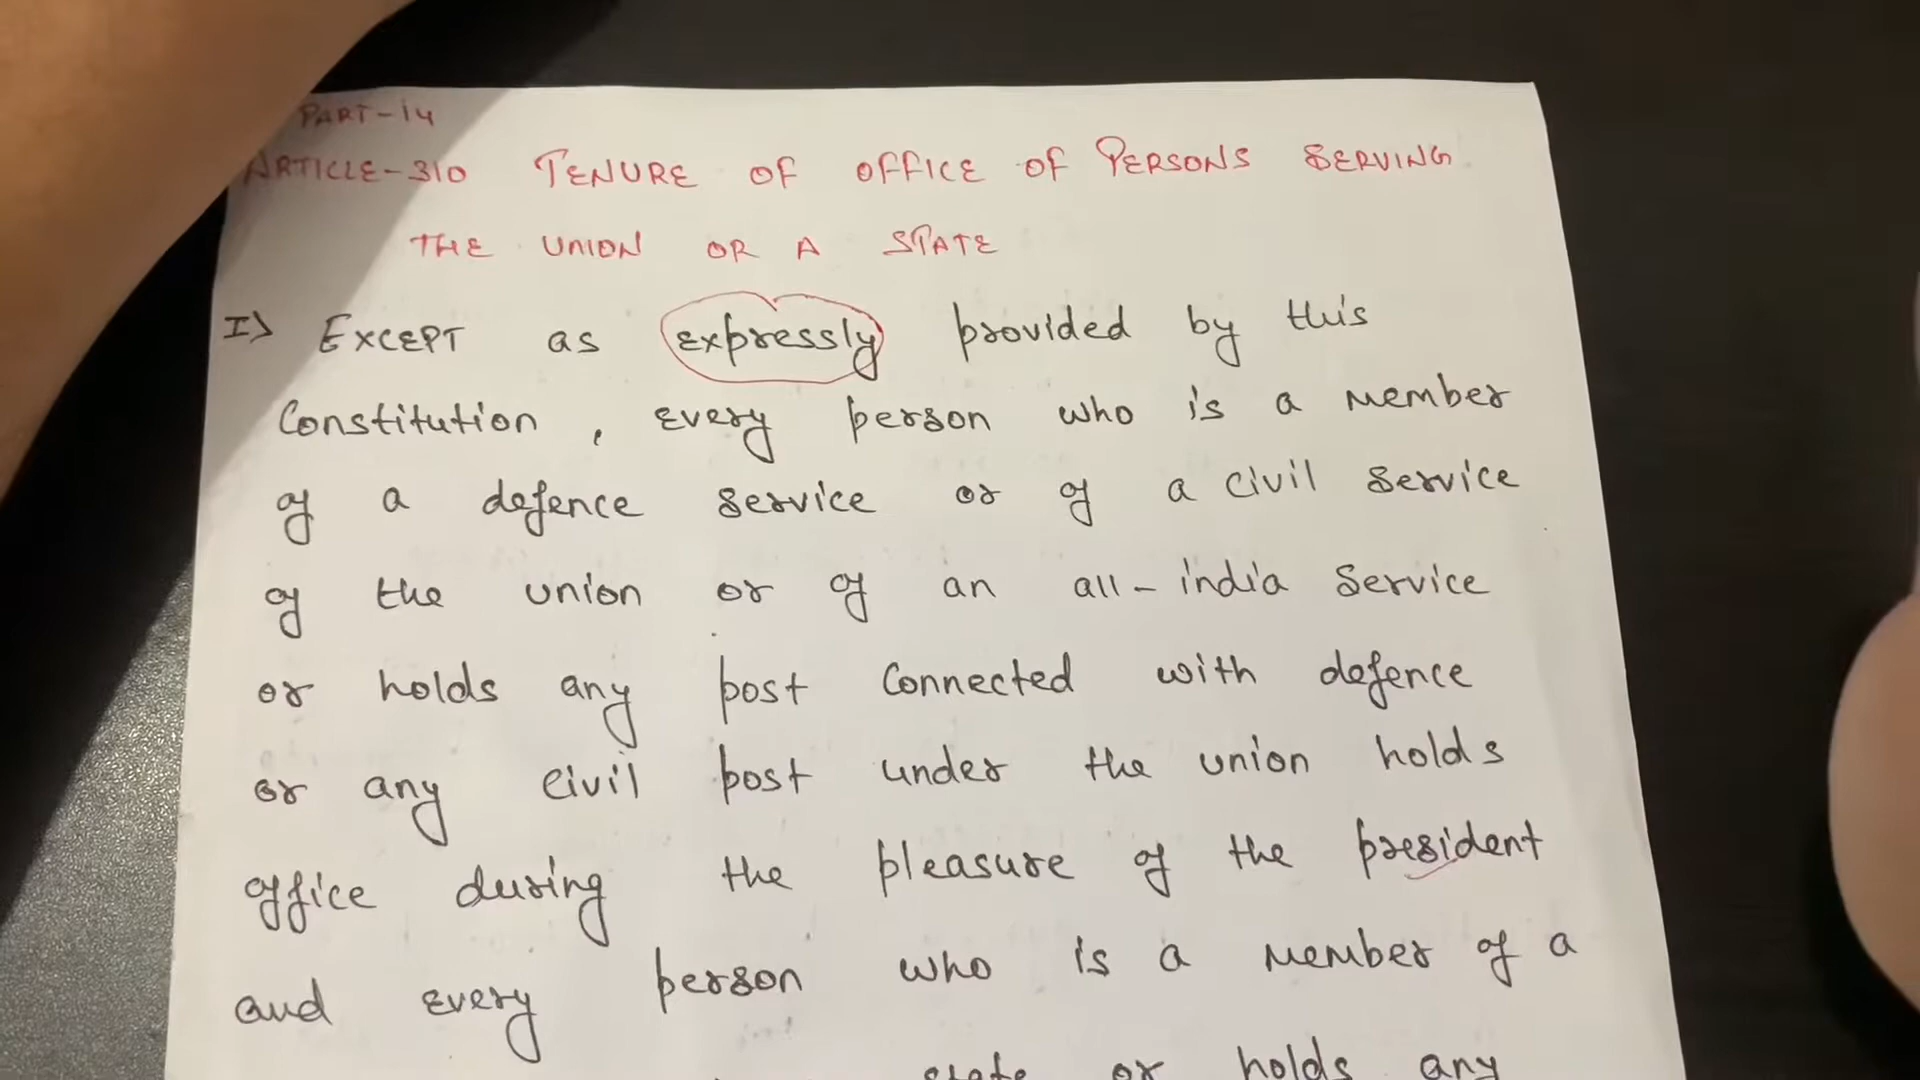 PART-14
ARTICLE-310 TENURE OF OFFICE OF PERSONS SERVING
THE UNION OR A STATE
I) EXCEPT as expressly provided by this
Constitution, every person who is a member
of a defence service or of a civil service
of the union or of an all-india service
or holds any post connected with defence
or any civil post under the union holds
office during the pleasure of the president
and every person who is a member of a
state or holds any